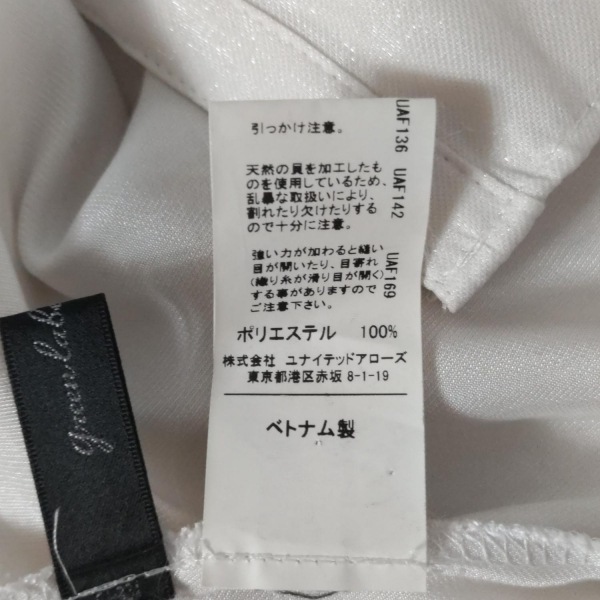 引っかけ注意。
UAF136
天然の貝を加工したも
のを使用しているため、
乱暴な取扱いにより、
割れたり欠けたりする
ので十分に注意。
UAF142
強い力が加わると縫い
目が開いたり、目寄れ
(織り糸が滑り目が開く)
する事がありますので
ご注意下さい。
UAF169
ポリエステル 100%
株式会社 ユナイテッドアローズ
東京都港区赤坂 8-1-19
ベトナム製
green labe